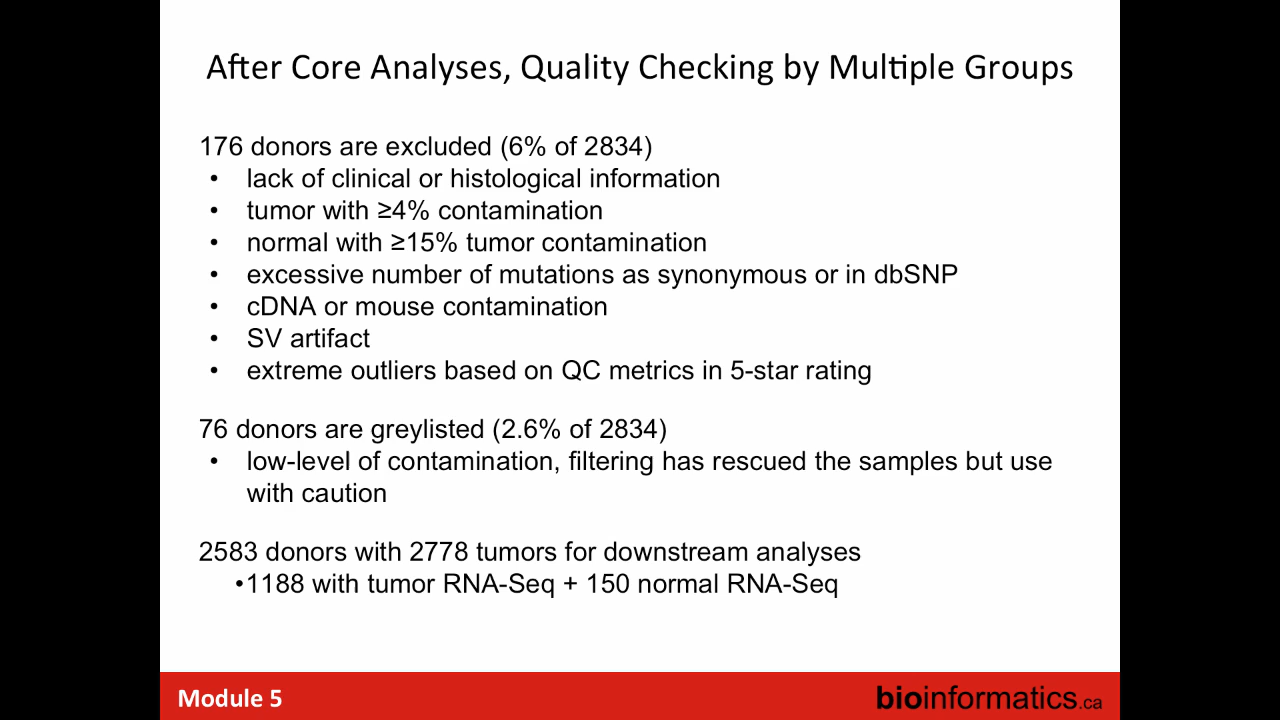 After Core Analyses, Quality Checking by Multiple Groups
176 donors are excluded (6% of 2834)
• lack of clinical or histological information
• tumor with ≥4% contamination
• normal with ≥15% tumor contamination
• excessive number of mutations as synonymous or in dbSNP
• cDNA or mouse contamination
• SV artifact
• extreme outliers based on QC metrics in 5-star rating
76 donors are greylisted (2.6% of 2834)
• low-level of contamination, filtering has rescued the samples but use
with caution
2583 donors with 2778 tumors for downstream analyses
•1188 with tumor RNA-Seq + 150 normal RNA-Seq
Module 5
bioinformatics.ca